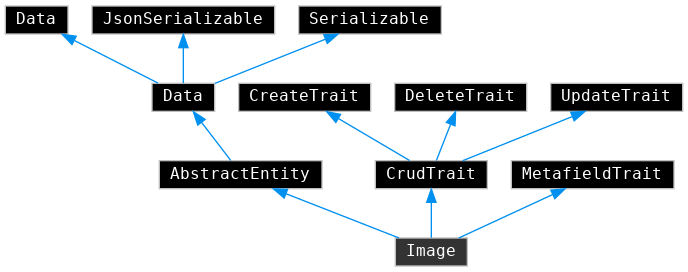 Data JsonSerializable Serializable
Data CreateTrait DeleteTrait UpdateTrait
AbstractEntity CrudTrait MetafieldTrait
Image